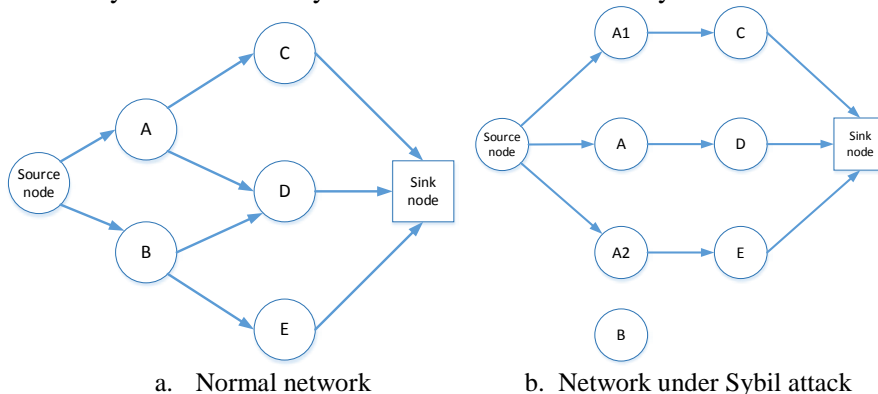 C
A
Source
node
D
Sink
node
B
E
a. Normal network
A1
C
Source
node
A
D
Sink
node
A2
E
B
b. Network under Sybil attack